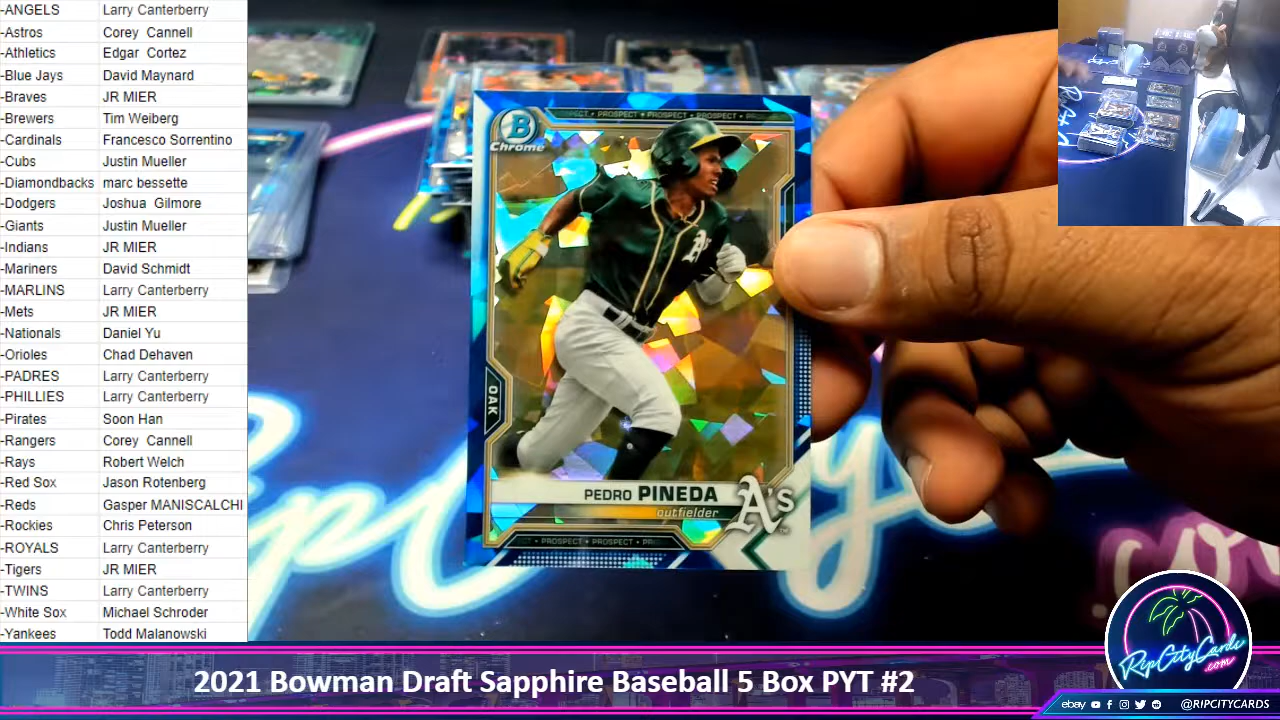 -ANGELS Larry Canterberry
-Astros Corey Cannell
-Athletics Edgar Cortez
-Blue Jays David Maynard
-Braves JR MIER
-Brewers Tim Weiberg
-Cardinals Francesco Sorrentino
-Cubs Justin Mueller
-Diamondbacks marc bessette
-Dodgers Joshua Gilmore
-Giants Justin Mueller
-Indians JR MIER
-Mariners David Schmidt
-MARLINS Larry Canterberry
-Mets JR MIER
-Nationals Daniel Yu
-Orioles Chad Dehaven
-PADRES Larry Canterberry
-PHILLIES Larry Canterberry
-Pirates Soon Han
-Rangers Corey Cannell
-Rays Robert Welch
-Red Sox Jason Rotenberg
-Reds Gasper MANISCALCHI
-Rockies Chris Peterson
-ROYALS Larry Canterberry
-Tigers JR MIER
-TWINS Larry Canterberry
-White Sox Michael Schroder
-Yankees Todd Malanowski
PROSPECT • PROSPECT • PROSPECT
B
Chrome
A's
OAK
PEDRO PINEDA
outfielder
A's
PROSPECT • PROSPECT
RipCityCards
.com
2021 Bowman Draft Sapphire Baseball 5 Box PYT #2
ebay @RIPCITYCARDS